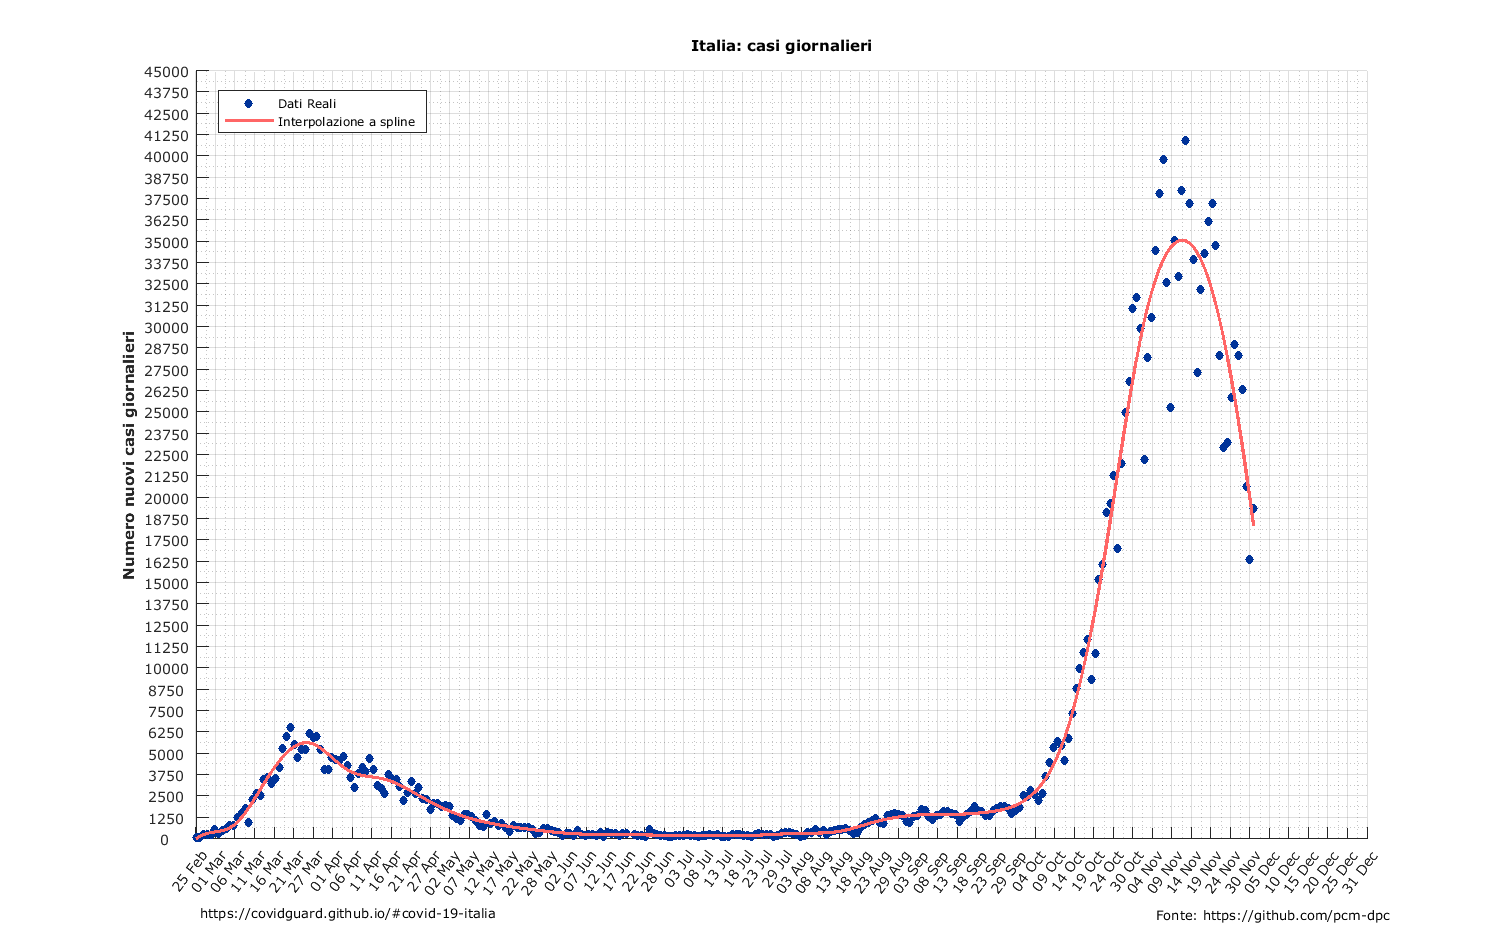 Italia: casi giornalieri
Dati Reali
Interpolazione a spline
Numero nuovi casi giornalieri
45000
43750
42500
41250
40000
38750
37500
36250
35000
33750
32500
31250
30000
28750
27500
26250
25000
23750
22500
21250
20000
18750
17500
16250
15000
13750
12500
11250
10000
8750
7500
6250
5000
3750
2500
1250
0
25 Feb
01 Mar
06 Mar
11 Mar
16 Mar
21 Mar
27 Mar
01 Apr
06 Apr
11 Apr
16 Apr
21 Apr
27 Apr
02 May
07 May
12 May
17 May
22 May
28 May
02 Jun
07 Jun
12 Jun
17 Jun
22 Jun
28 Jun
03 Jul
08 Jul
13 Jul
18 Jul
23 Jul
29 Jul
03 Aug
08 Aug
13 Aug
18 Aug
23 Aug
29 Aug
03 Sep
08 Sep
13 Sep
18 Sep
23 Sep
29 Sep
04 Oct
09 Oct
14 Oct
19 Oct
24 Oct
30 Oct
04 Nov
09 Nov
14 Nov
19 Nov
24 Nov
30 Nov
05 Dec
10 Dec
15 Dec
20 Dec
25 Dec
31 Dec
https://covidguard.github.io/#covid-19-italia
Fonte: https://github.com/pcm-dpc